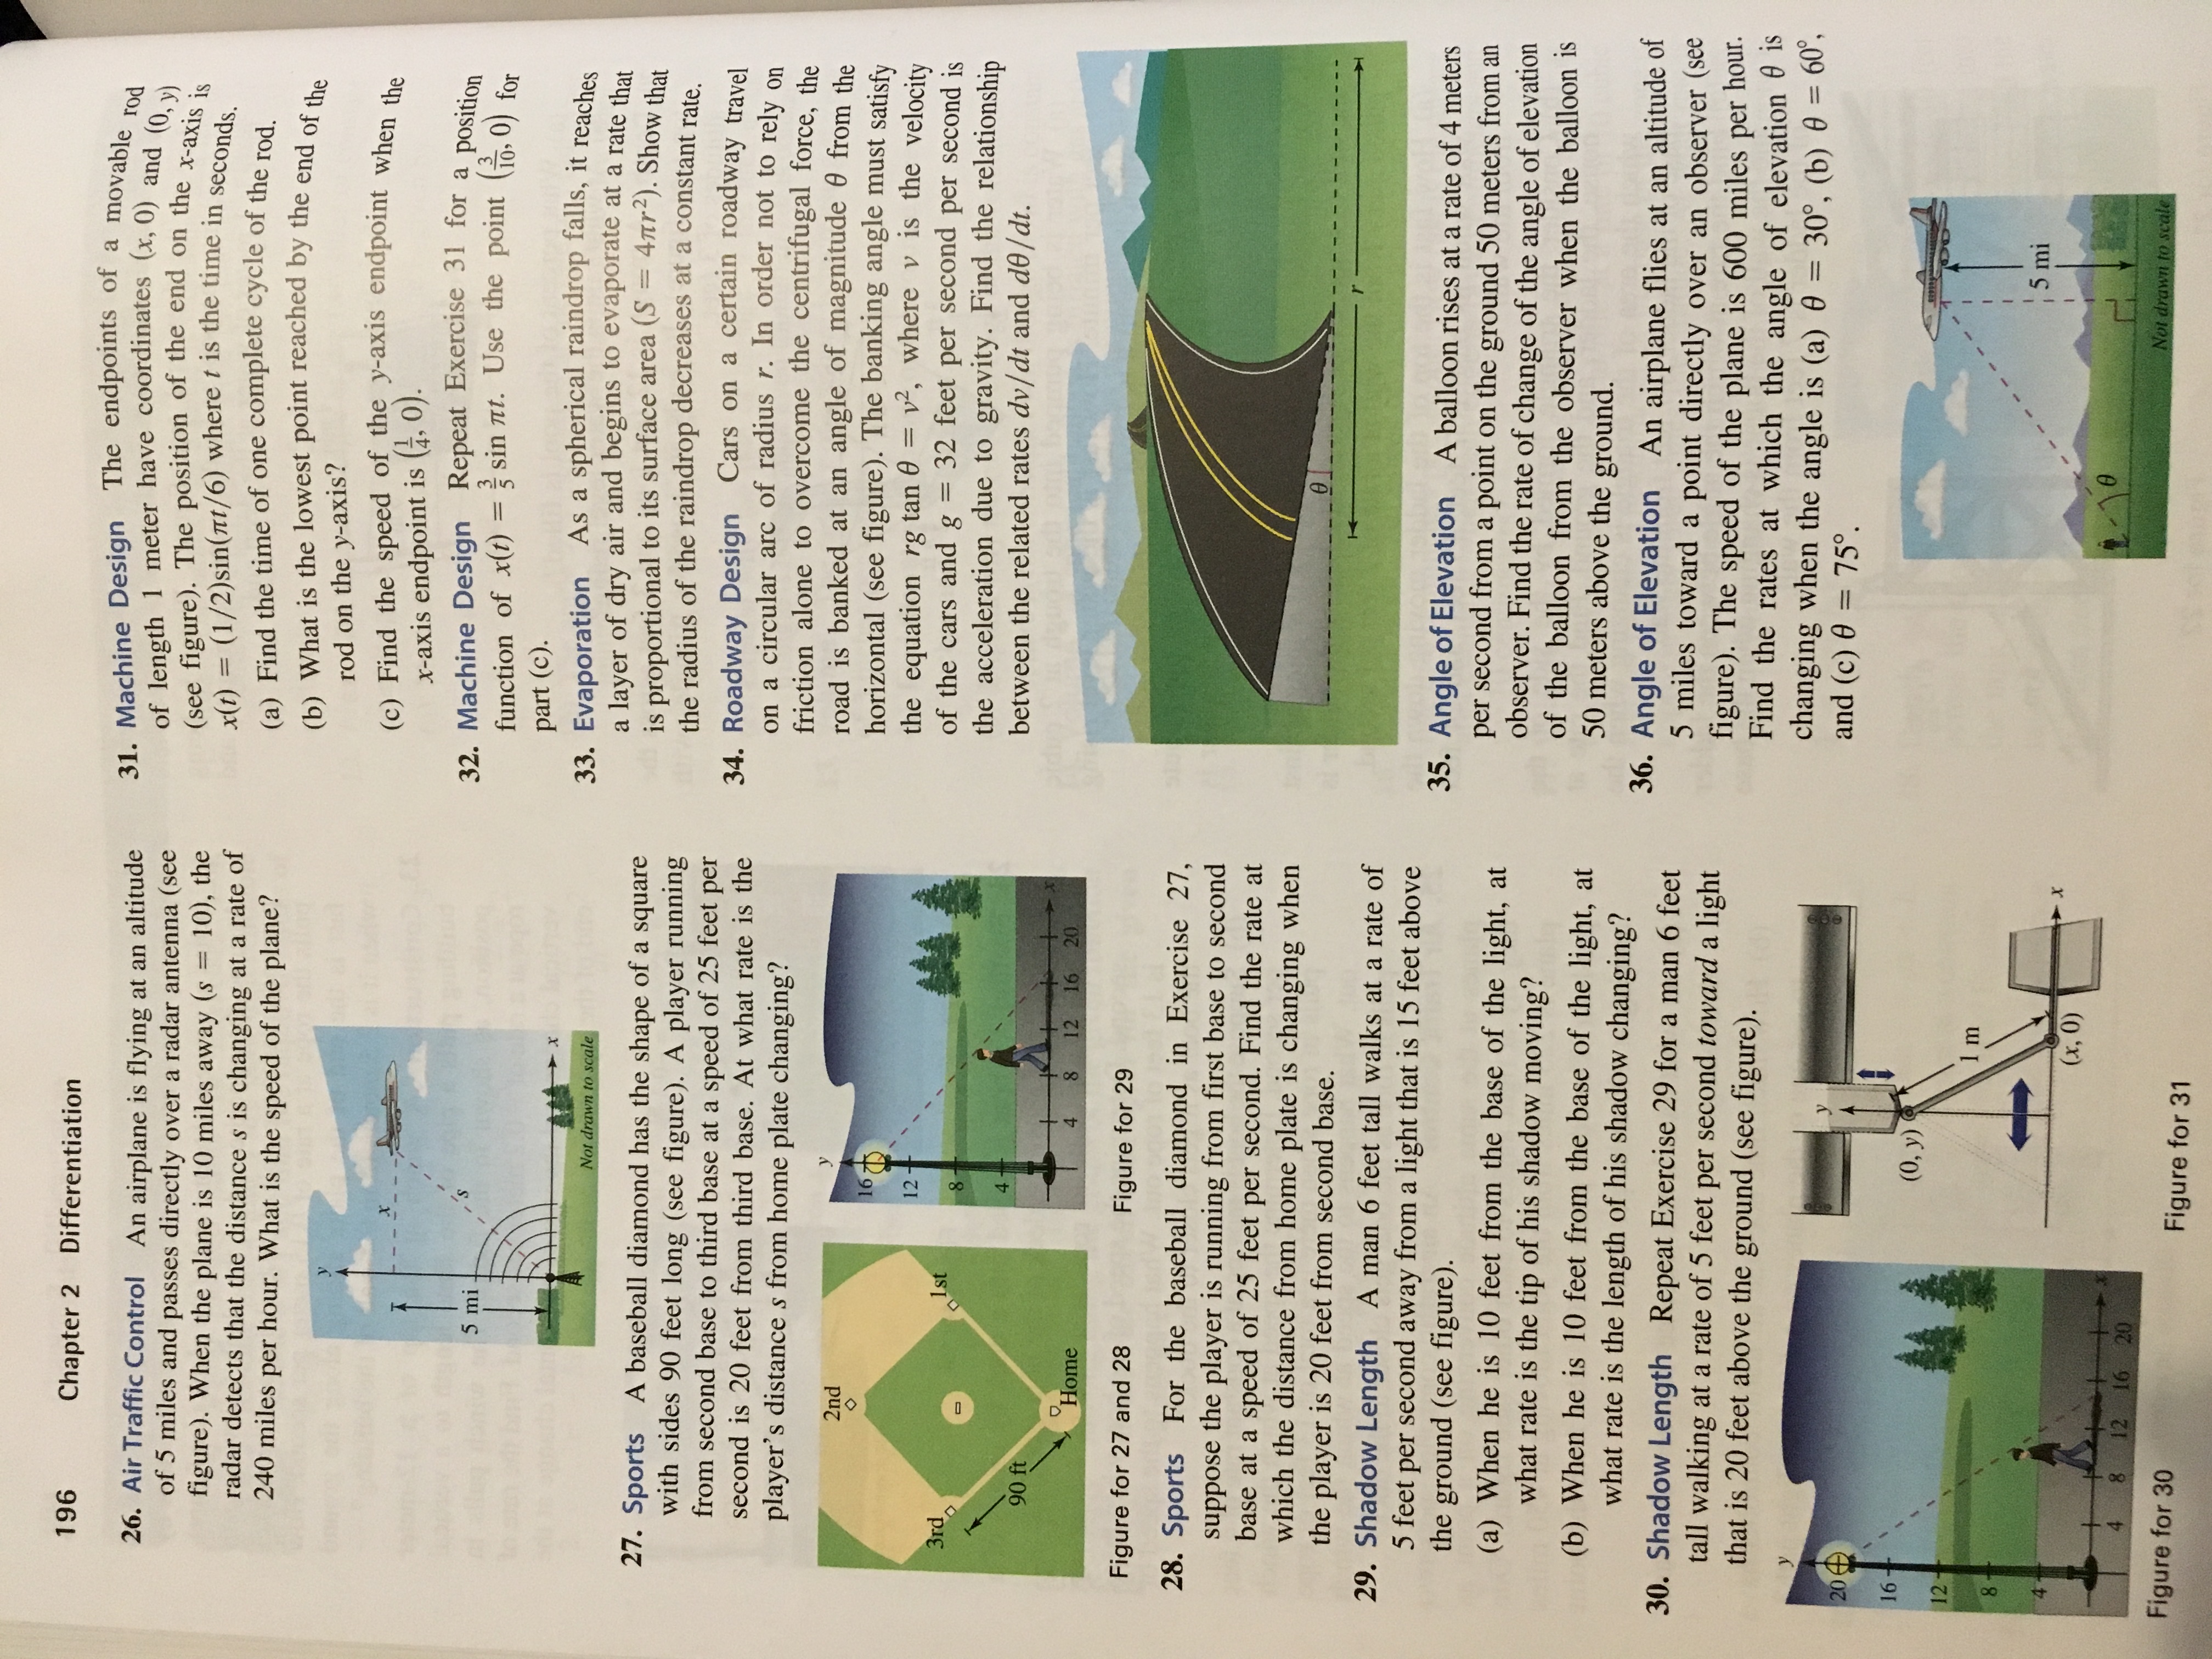 196 Chapter 2 Differentiation
26. Air Traffic Control An airplane is flying at an altitude
of 5 miles and passes directly over a radar antenna (see
figure). When the plane is 10 miles away (s = 10), the
radar detects that the distance s is changing at a rate of
240 miles per hour. What is the speed of the plane?
y
x
s
5 mi
x
Not drawn to scale
27. Sports A baseball diamond has the shape of a square
with sides 90 feet long (see figure). A player running
from second base to third base at a speed of 25 feet per
second is 20 feet from third base. At what rate is the
player's distance s from home plate changing?
2nd
3rd
1st
90 ft
Home
y
16
12
8
4
4 8 12 16 20
x
Figure for 27 and 28
Figure for 29
28. Sports For the baseball diamond in Exercise 27,
suppose the player is running from first base to second
base at a speed of 25 feet per second. Find the rate at
which the distance from home plate is changing when
the player is 20 feet from second base.
29. Shadow Length A man 6 feet tall walks at a rate of
5 feet per second away from a light that is 15 feet above
the ground (see figure).
(a) When he is 10 feet from the base of the light, at
what rate is the tip of his shadow moving?
(b) When he is 10 feet from the base of the light, at
what rate is the length of his shadow changing?
30. Shadow Length Repeat Exercise 29 for a man 6 feet
tall walking at a rate of 5 feet per second toward a light
that is 20 feet above the ground (see figure).
y
20
16
12
8
4
4 8 12 16 20
x
Figure for 30
y
(0, y)
1 m
(x, 0)
x
Figure for 31
31. Machine Design The endpoints of a movable rod
of length 1 meter have coordinates (x, 0) and (0, y)
(see figure). The position of the end on the x-axis is
x(t) = (1/2)sin(πt/6) where t is the time in seconds.
(a) Find the time of one complete cycle of the rod.
(b) What is the lowest point reached by the end of the
rod on the y-axis?
(c) Find the speed of the y-axis endpoint when the
x-axis endpoint is (1/4, 0).
32. Machine Design Repeat Exercise 31 for a position
function of x(t) = 3/5 sin πt. Use the point (3/10, 0) for
part (c).
33. Evaporation As a spherical raindrop falls, it reaches
a layer of dry air and begins to evaporate at a rate that
is proportional to its surface area (S = 4πr²). Show that
the radius of the raindrop decreases at a constant rate.
34. Roadway Design Cars on a certain roadway travel
on a circular arc of radius r. In order not to rely on
friction alone to overcome the centrifugal force, the
road is banked at an angle of magnitude θ from the
horizontal (see figure). The banking angle must satisfy
the equation rg tan θ = v², where v is the velocity
of the cars and g = 32 feet per second per second is
the acceleration due to gravity. Find the relationship
between the related rates dv/dt and dθ/dt.
θ
r
35. Angle of Elevation A balloon rises at a rate of 4 meters
per second from a point on the ground 50 meters from an
observer. Find the rate of change of the angle of elevation
of the balloon from the observer when the balloon is
50 meters above the ground.
36. Angle of Elevation An airplane flies at an altitude of
5 miles toward a point directly over an observer (see
figure). The speed of the plane is 600 miles per hour.
Find the rates at which the angle of elevation θ is
changing when the angle is (a) θ = 30°, (b) θ = 60°,
and (c) θ = 75°.
5 mi
θ
Not drawn to scale